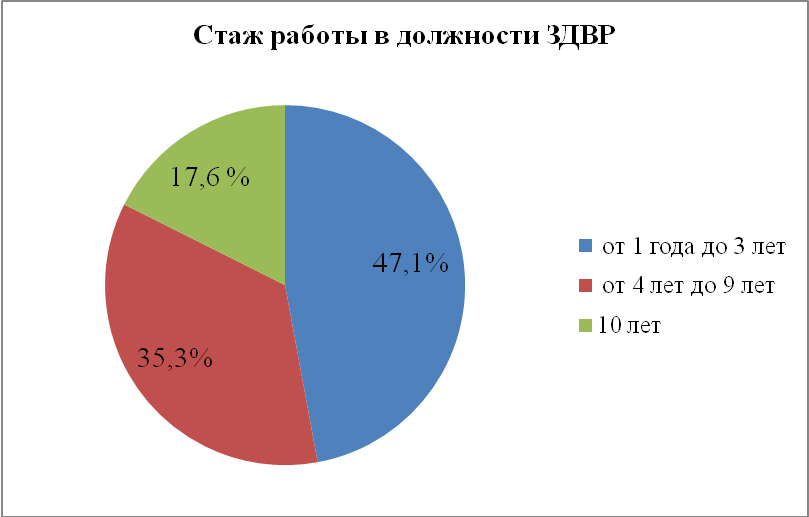 Стаж работы в должности ЗДВР
17,6 %
47,1%
35,3%
от 1 года до 3 лет
от 4 лет до 9 лет
10 лет